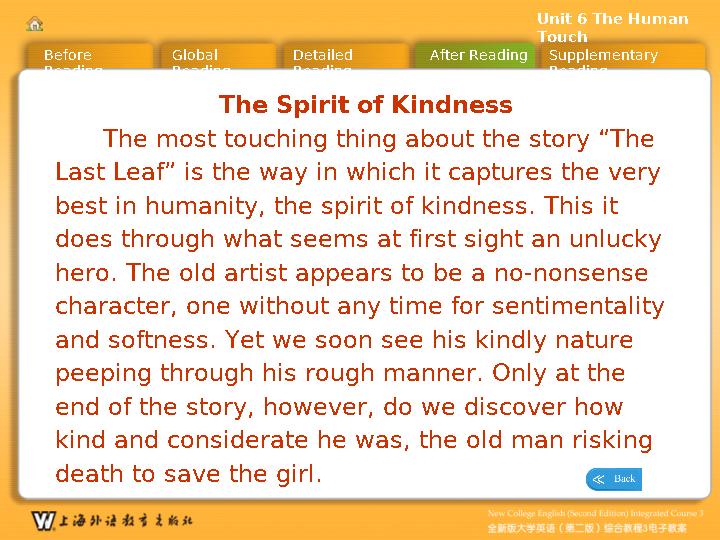 Unit 6 The Human
Touch
Before
Reading
Global
Reading
Detailed
Reading
After Reading
Supplementary
Reading
The Spirit of Kindness
The most touching thing about the story “The
Last Leaf” is the way in which it captures the very
best in humanity, the spirit of kindness. This it
does through what seems at first sight an unlucky
hero. The old artist appears to be a no-nonsense
character, one without any time for sentimentality
and softness. Yet we soon see his kindly nature
peeping through his rough manner. Only at the
end of the story, however, do we discover how
kind and considerate he was, the old man risking
death to save the girl.
Back
W 上海外语教育出版社
New College English (Second Edition) Integrated Course 3
全新版大学英语（第二版）综合教程3电子教案